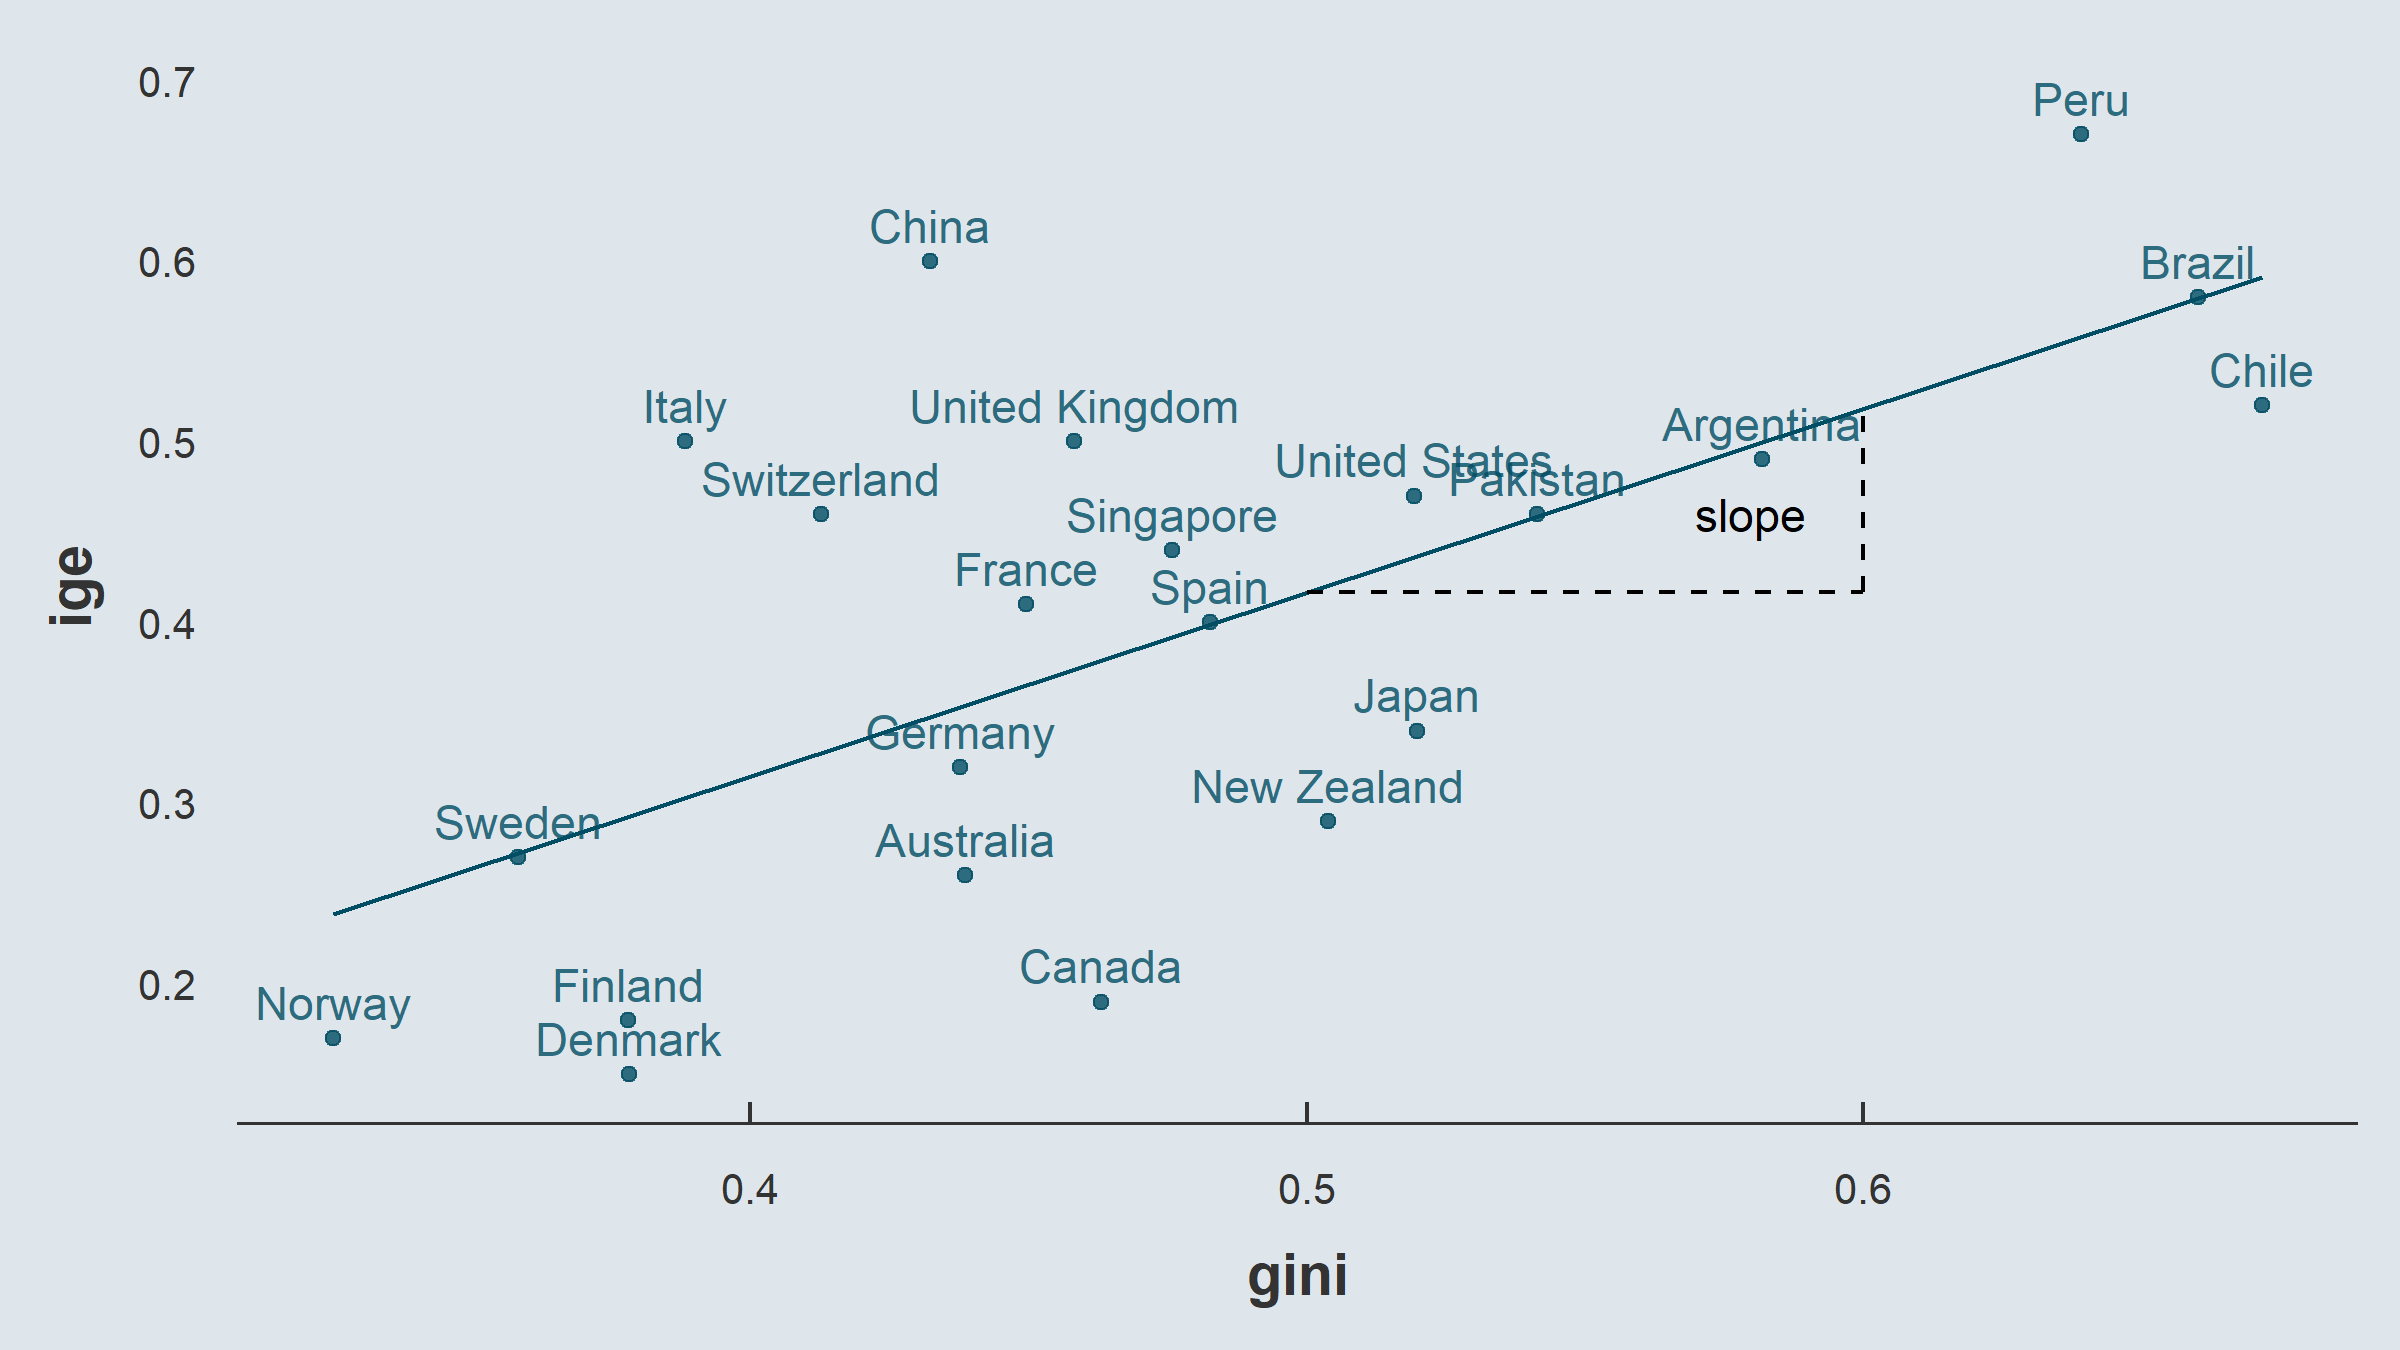 0.7
Peru
China
0.6
Brazil
Chile
Italy
United Kingdom
Argentina
0.5
United States
Pakistan
Switzerland
Singapore
slope
France
Spain
ige
0.4
Japan
Germany
New Zealand
0.3
Sweden
Australia
Canada
0.2
Finland
Norway
Denmark
0.4
0.5
0.6
gini